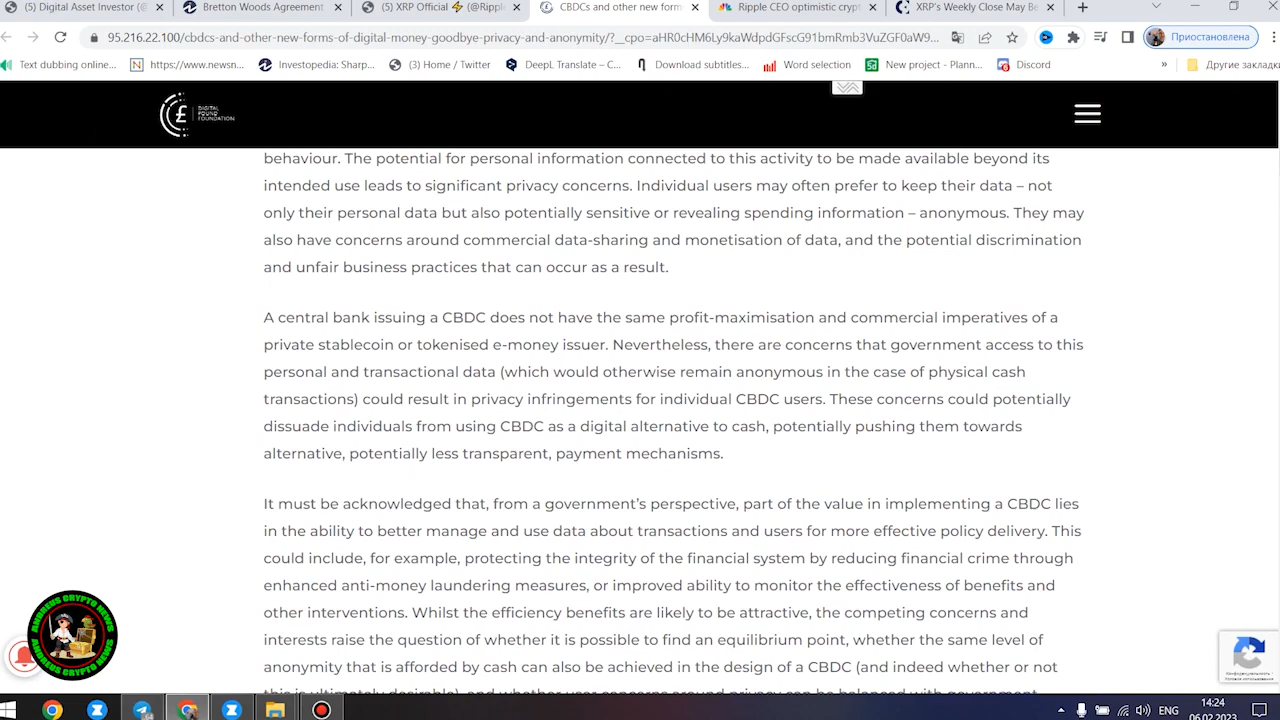 (5) Digital Asset Investor (@
Bretton Woods Agreement
(5) XRP Official ⚡ (@Rippl
CBDCs and other new form
Ripple CEO optimistic crypt
XRP's Weekly Close May Be
95.216.22.100/cbdcs-and-other-new-forms-of-digital-money-goodbye-privacy-and-anonymity/?__cpo=aHR0cHM6Ly9kaWdpdGFscG91bmRmb3VuZGF0aW9...
Приостановлена
Text dubbing online...
https://www.newsn...
Investopedia: Sharp...
(3) Home / Twitter
DeepL Translate – C...
Download subtitles...
Word selection
New project - Plann...
Discord
»
Другие закладки
DIGITAL
POUND
FOUNDATION
behaviour. The potential for personal information connected to this activity to be made available beyond its
intended use leads to significant privacy concerns. Individual users may often prefer to keep their data – not
only their personal data but also potentially sensitive or revealing spending information – anonymous. They may
also have concerns around commercial data-sharing and monetisation of data, and the potential discrimination
and unfair business practices that can occur as a result.
A central bank issuing a CBDC does not have the same profit-maximisation and commercial imperatives of a
private stablecoin or tokenised e-money issuer. Nevertheless, there are concerns that government access to this
personal and transactional data (which would otherwise remain anonymous in the case of physical cash
transactions) could result in privacy infringements for individual CBDC users. These concerns could potentially
dissuade individuals from using CBDC as a digital alternative to cash, potentially pushing them towards
alternative, potentially less transparent, payment mechanisms.
It must be acknowledged that, from a government's perspective, part of the value in implementing a CBDC lies
in the ability to better manage and use data about transactions and users for more effective policy delivery. This
could include, for example, protecting the integrity of the financial system by reducing financial crime through
enhanced anti-money laundering measures, or improved ability to monitor the effectiveness of benefits and
other interventions. Whilst the efficiency benefits are likely to be attractive, the competing concerns and
interests raise the question of whether it is possible to find an equilibrium point, whether the same level of
anonymity that is afforded by cash can also be achieved in the design of a CBDC (and indeed whether or not
ANDREUS CRYPTO NEWS
ANDREUS CRYPTO NEWS
Конфиденциальность -
Условия использования
ENG
14:24
06.02.2023